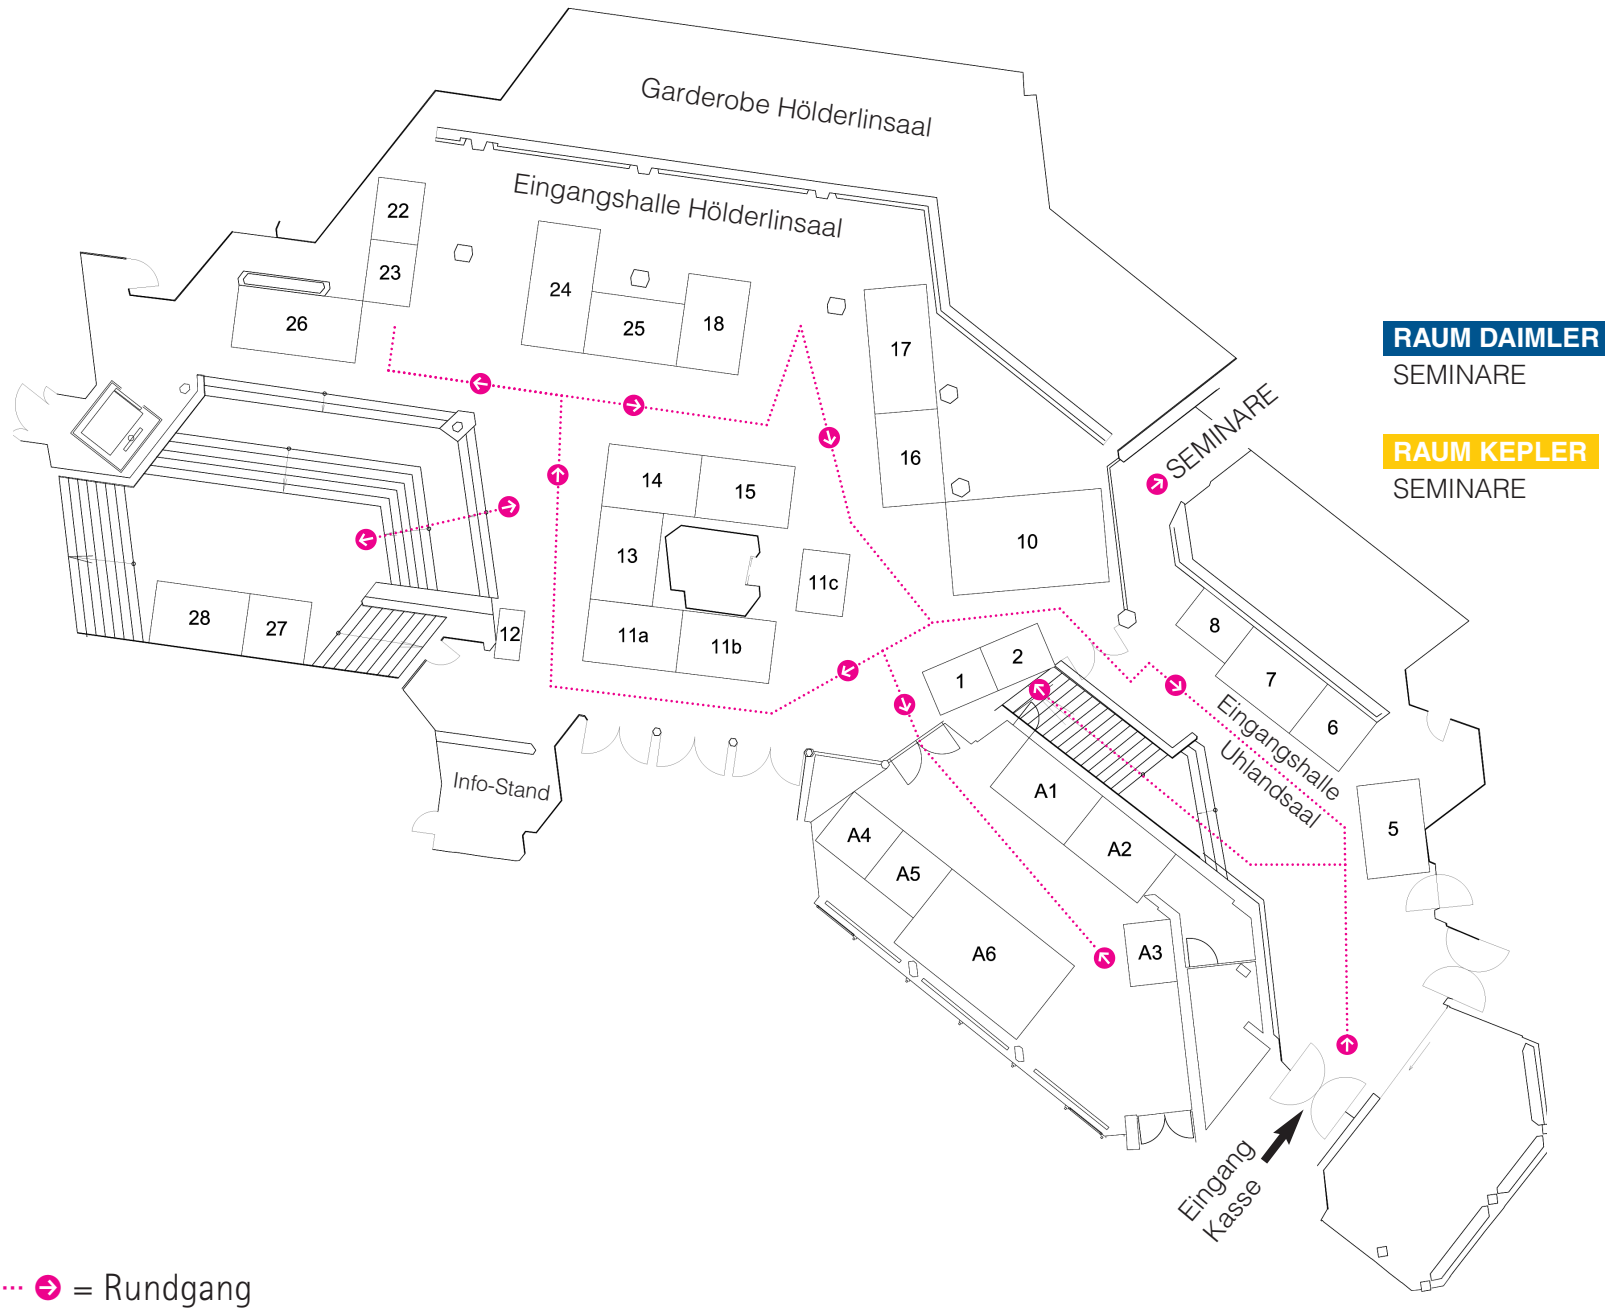 Garderobe Hölderlinsaal
Eingangshalle Hölderlinsaal
22
23
26
24
25
18
17
16
10
14
15
13
11a
11b
11c
12
28
27
1
2
8
7
6
5
SEMINARE
RAUM DAIMLER
SEMINARE
RAUM KEPLER
SEMINARE
Eingangshalle
Uhlandsaal
Info-Stand
A1
A2
A4
A5
A6
A3
Eingang
Kasse
= Rundgang